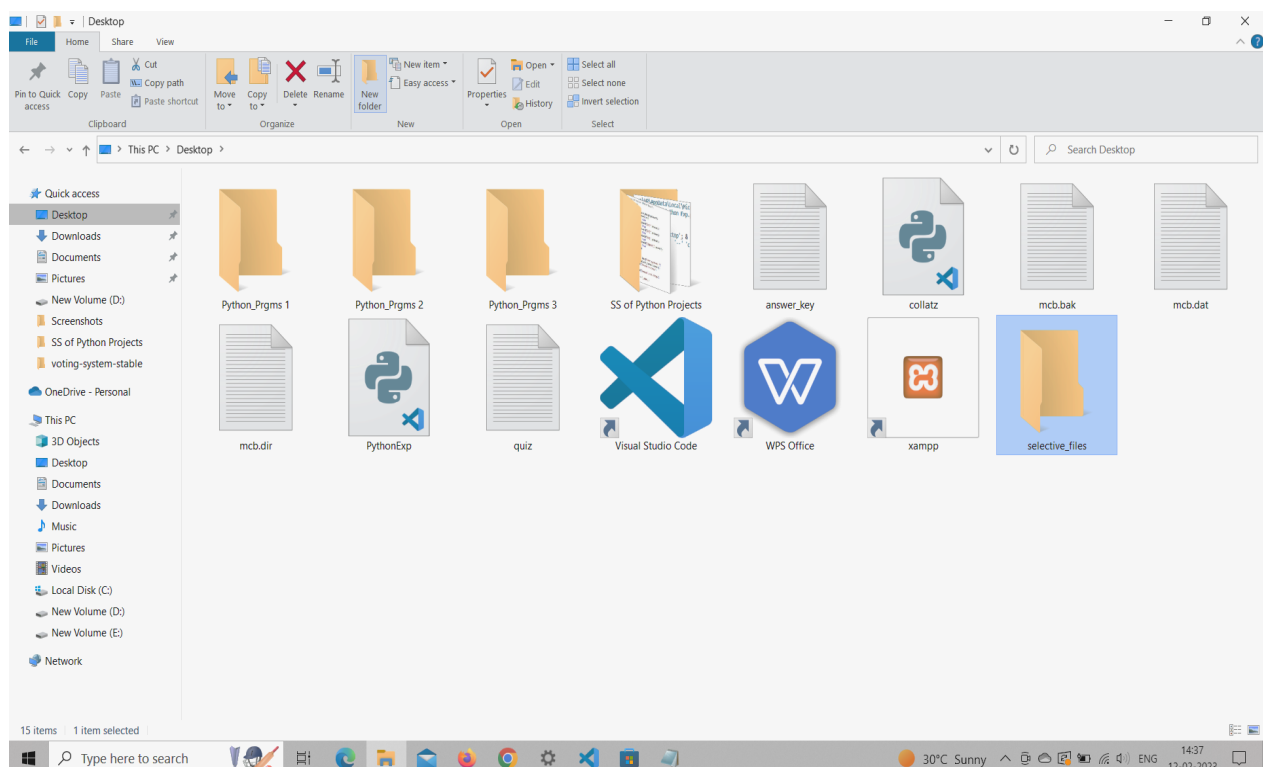 Desktop
File Home Share View
Pin to Quick access
Copy
Paste
Cut
Copy path
Paste shortcut
Clipboard
Move to
Copy to
Delete
Rename
Organize
New folder
New item
Easy access
New
Properties
Open
Edit
History
Open
Select all
Select none
Invert selection
Select
This PC > Desktop >
Search Desktop
Quick access
Desktop
Downloads
Documents
Pictures
New Volume (D:)
Screenshots
SS of Python Projects
voting-system-stable
OneDrive - Personal
This PC
3D Objects
Desktop
Documents
Downloads
Music
Pictures
Videos
Local Disk (C:)
New Volume (D:)
New Volume (E:)
Network
Python_Prgms 1
Python_Prgms 2
Python_Prgms 3
SS of Python Projects
answer_key
collatz
mcb.bak
mcb.dat
mcb.dir
PythonExp
quiz
Visual Studio Code
WPS Office
xampp
selective_files
15 items 1 item selected
Type here to search
30°C Sunny
ENG
14:37
12-02-2023